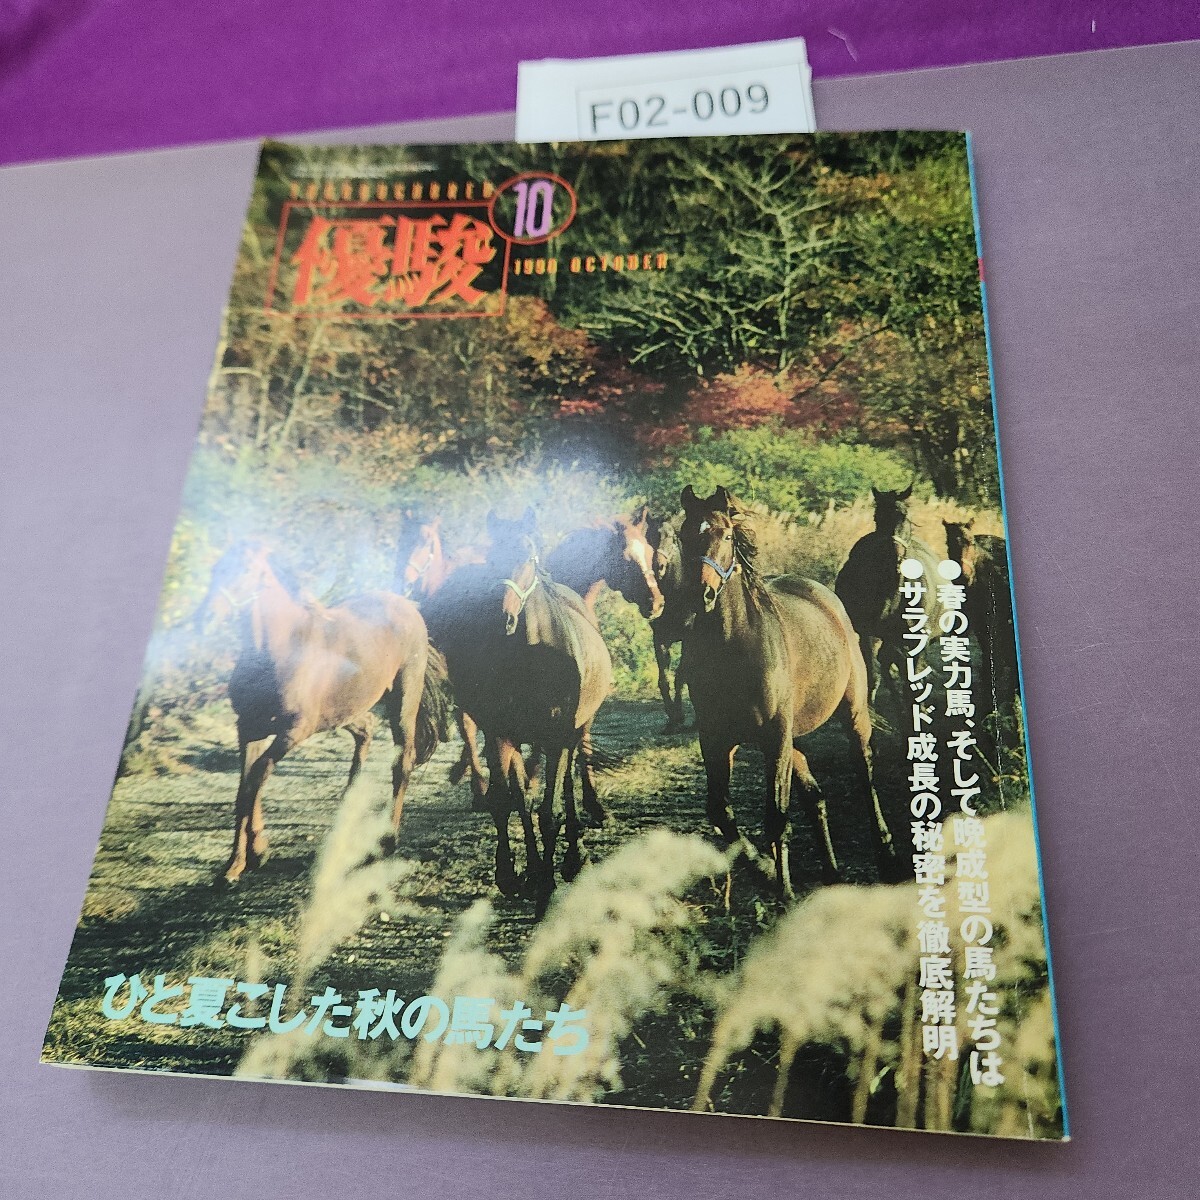 F02-009
10
優駿
1990 OCTOBER
●春の実力馬、そして晩成型の馬たちは
●サラブレッド成長の秘密を徹底解明
ひと夏こした秋の馬たち